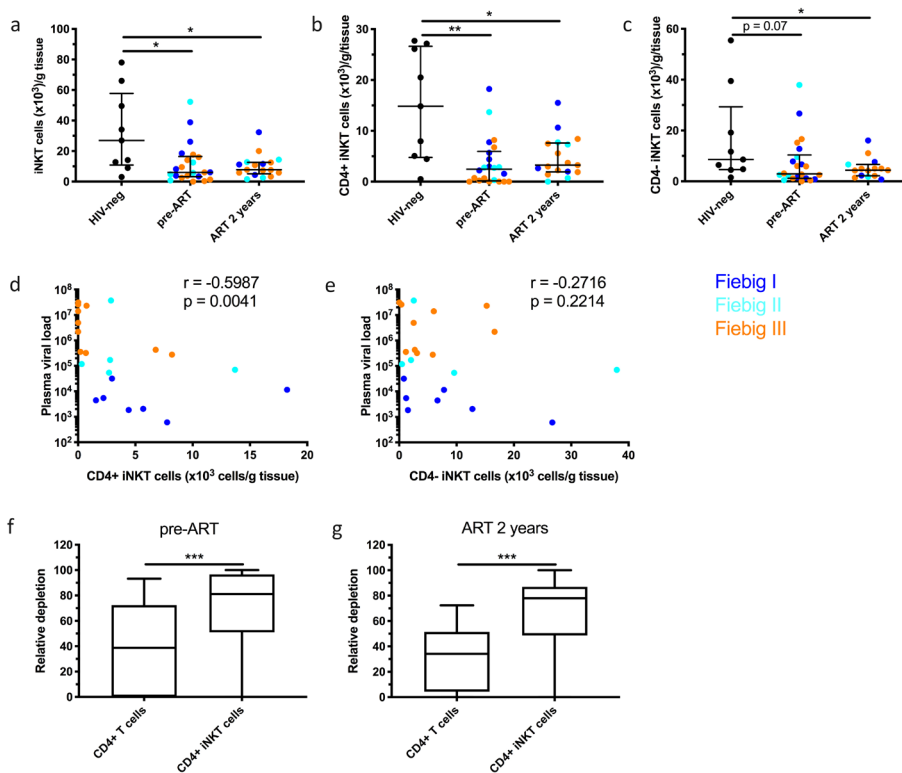 a
iNKT cells (x10³)/g tissue
100
80
60
40
20
0
*
*
HIV-neg
pre-ART
ART 2 years
b
CD4+ iNKT cells (x10³)/g/tissue
30
20
10
0
*
**
HIV-neg
pre-ART
ART 2 years
c
CD4- iNKT cells (x10³)/g/tissue
60
40
20
0
*
p = 0.07
HIV-neg
pre-ART
ART 2 years
d
r = -0.5987
p = 0.0041
Plasma viral load
10⁸
10⁷
10⁶
10⁵
10⁴
10³
10²
0
5
10
15
20
CD4+ iNKT cells (x10³ cells/g tissue)
e
r = -0.2716
p = 0.2214
Plasma viral load
10⁸
10⁷
10⁶
10⁵
10⁴
10³
10²
0
10
20
30
40
CD4- iNKT cells (x10³ cells/g tissue)
Fiebig I
Fiebig II
Fiebig III
f
pre-ART
Relative depletion
120
100
80
60
40
20
0
***
CD4+ T cells
CD4+ iNKT cells
g
ART 2 years
Relative depletion
120
100
80
60
40
20
0
***
CD4+ T cells
CD4+ iNKT cells